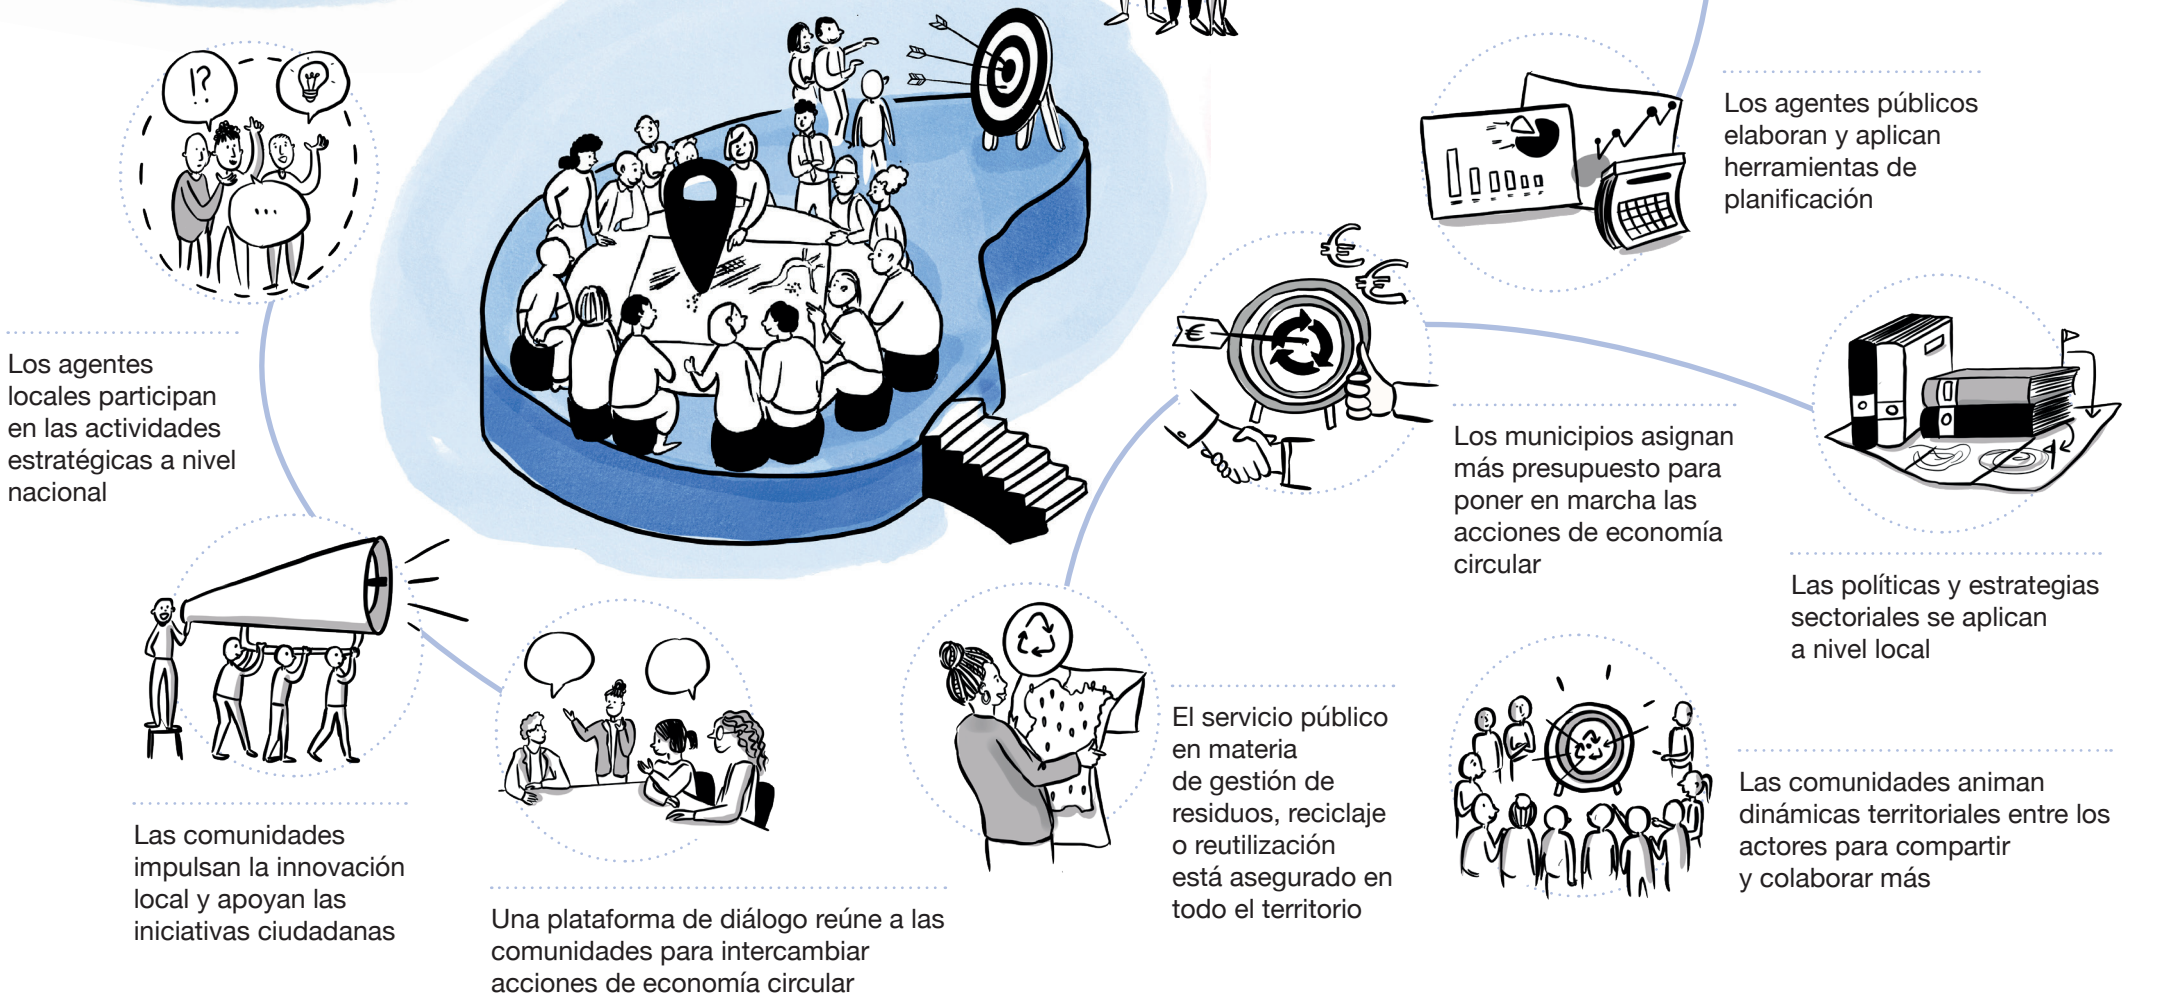 !?
...
Los agentes
locales participan
en las actividades
estratégicas a nivel
nacional
Las comunidades
impulsan la innovación
local y apoyan las
iniciativas ciudadanas
Una plataforma de diálogo reúne a las
comunidades para intercambiar
acciones de economía circular
El servicio público
en materia
de gestión de
residuos, reciclaje
o reutilización
está asegurado en
todo el territorio
€
€
€
Los municipios asignan
más presupuesto para
poner en marcha las
acciones de economía
circular
Los agentes públicos
elaboran y aplican
herramientas de
planificación
Las políticas y estrategias
sectoriales se aplican
a nivel local
Las comunidades animan
dinámicas territoriales entre los
actores para compartir
y colaborar más